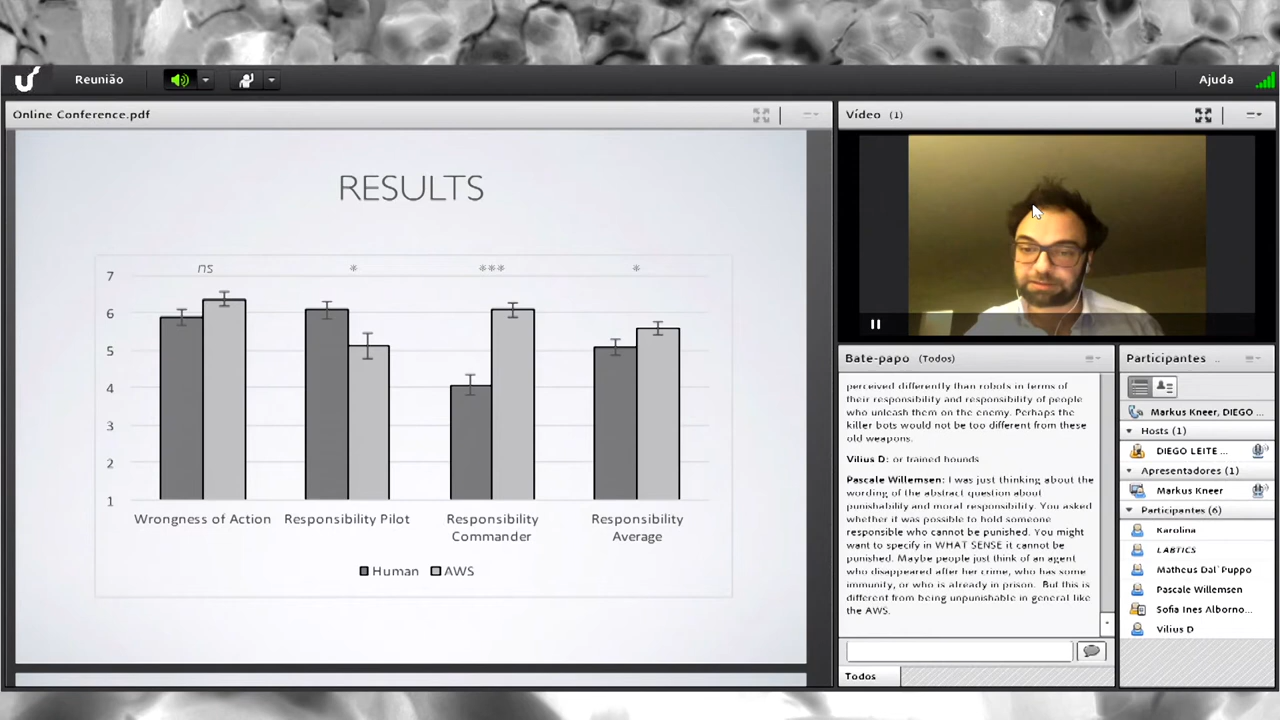 Reunião
Ajuda
Online Conference.pdf
RESULTS
7
6
5
4
3
2
1
ns
*
***
*
Wrongness of Action
Responsibility Pilot
Responsibility
Commander
Responsibility
Average
Human
AWS
Vídeo (1)
Bate-papo (Todos)
perceived differently than robots in terms of
their responsibility and responsibility of people
who unleash them on the enemy. Perhaps the
killer bots would not be too different from these
old weapons.
Vilius D: or trained hounds
Pascale Willemsen: I was just thinking about the
wording of the abstract question about
punishability and moral responsibility. You asked
whether it was possible to hold someone
responsible who cannot be punished. You might
want to specify in WHAT SENSE it cannot be
punished. Maybe people just think of an agent
who disappeared after her crime, who has some
immunity, or who is already in prison. But this is
different from being unpunishable in general like
the AWS.
Todos
Participantes ..
Markus Kneer, DIEGO ...
Hosts (1)
DIEGO LEITE ...
Apresentadores (1)
Markus Kneer
Participantes (6)
Karolina
LABTICS
Matheus Dal`Puppo
Pascale Willemsen
Sofia Ines Alborno...
Vilius D